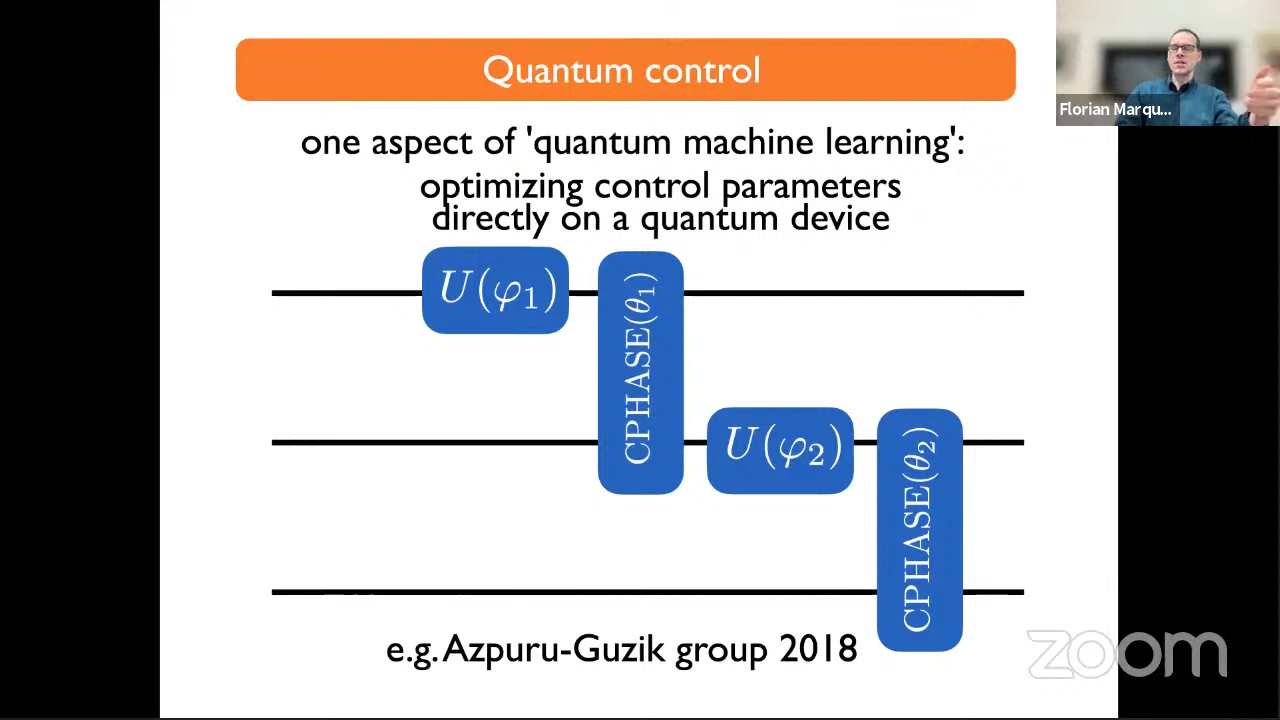 Quantum control
Florian Marqu...
one aspect of 'quantum machine learning':
optimizing control parameters
directly on a quantum device
U(φ₁)
CPHASE(θ₁)
U(φ₂)
CPHASE(θ₂)
e.g. Azpuru-Guzik group 2018
zoom